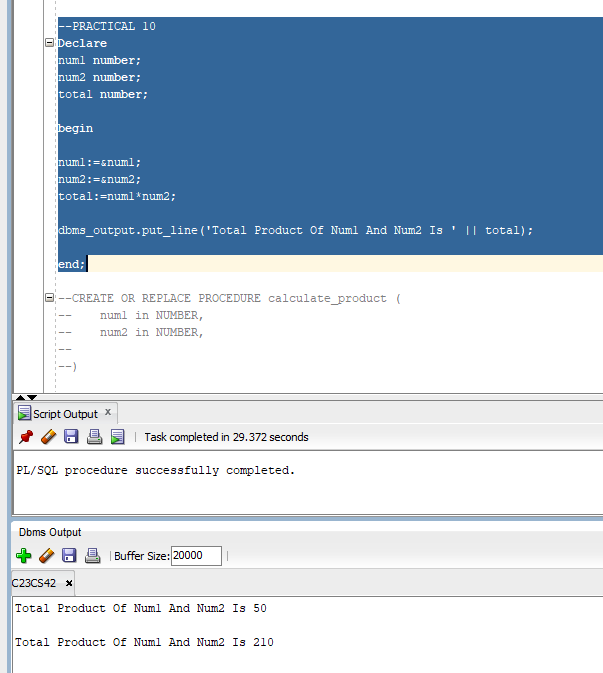 --PRACTICAL 10
Declare
num1 number;
num2 number;
total number;
begin
num1:=&num1;
num2:=&num2;
total:=num1*num2;
dbms_output.put_line('Total Product Of Num1 And Num2 Is ' || total);
end;
--CREATE OR REPLACE PROCEDURE calculate_product (
--    num1 in NUMBER,
--    num2 in NUMBER,
--
--)
Script Output x
Task completed in 29.372 seconds
PL/SQL procedure successfully completed.
Dbms Output
Buffer Size: 20000
C23CS42 x
Total Product Of Num1 And Num2 Is 50
Total Product Of Num1 And Num2 Is 210